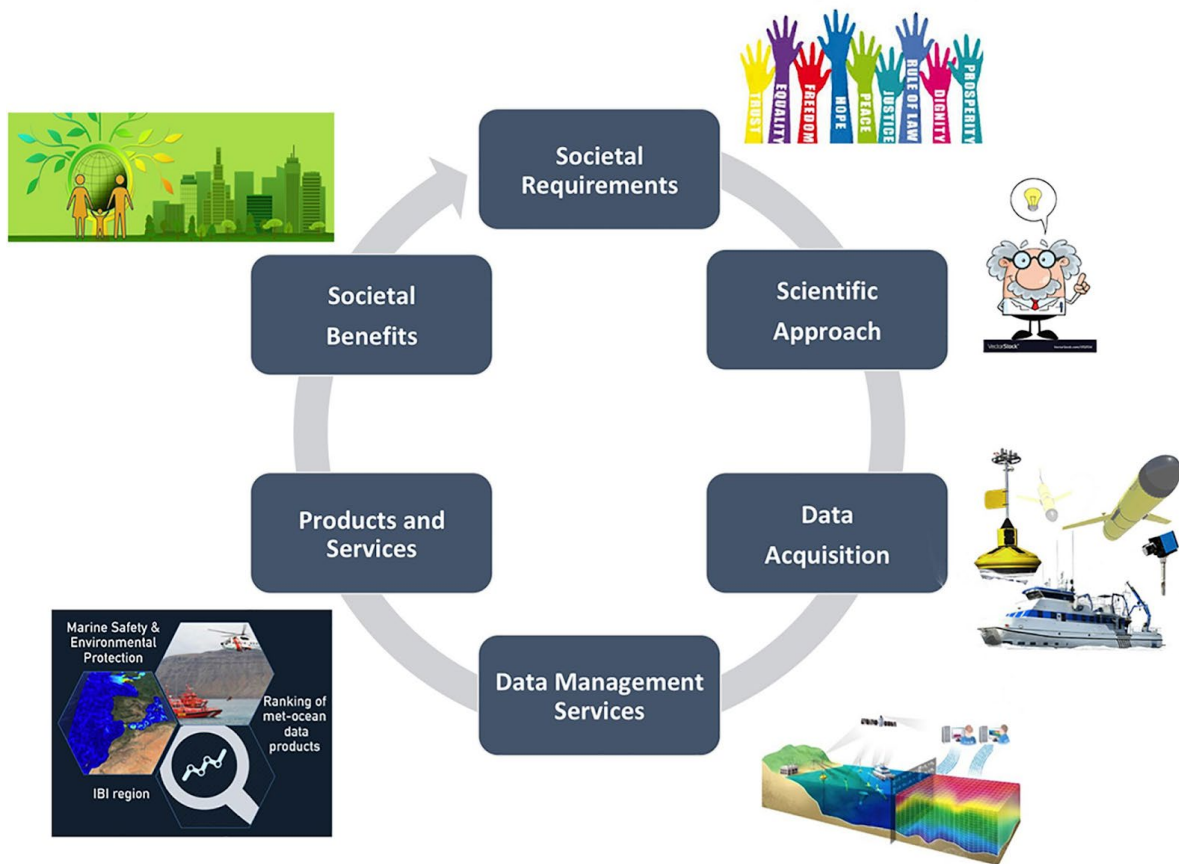 TRUST
EQUALITY
FREEDOM
HOPE
PEACE
JUSTICE
RULE OF LAW
DIGNITY
PROSPERITY
Societal
Requirements
Scientific
Approach
VectorStock
Data
Acquisition
Data Management
Services
Products and
Services
Societal
Benefits
Marine Safety &
Environmental
Protection
Ranking of
met-ocean
data
products
IBI region